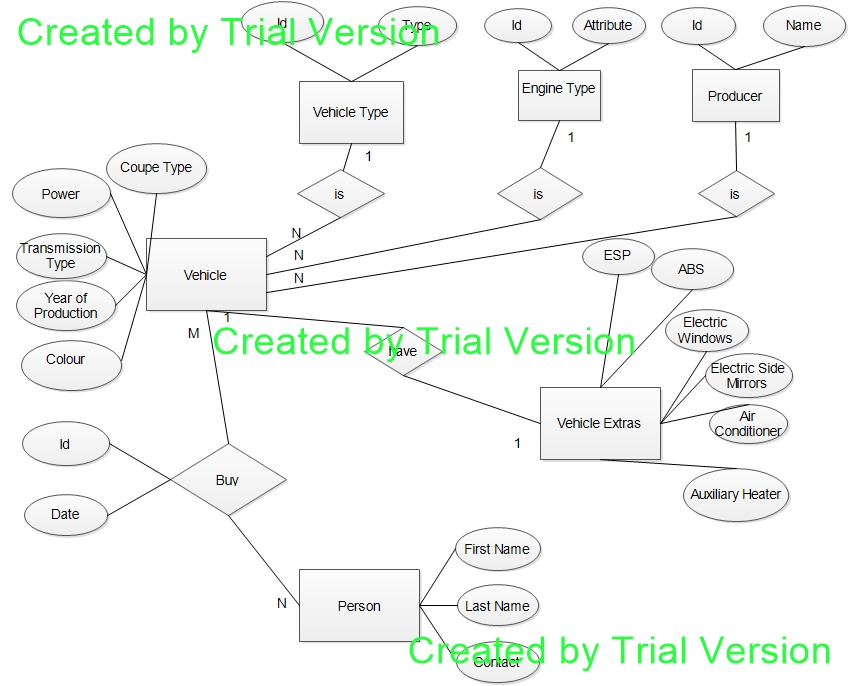 Created by Trial Version
Id
Type
Id
Attribute
Id
Name
Vehicle Type
Engine Type
Producer
1
1
1
is
is
is
Coupe Type
Power
Transmission
Type
Year of
Production
Colour
Vehicle
N
N
N
ESP
ABS
Electric
Windows
Electric Side
Mirrors
Air
Conditioner
Auxiliary Heater
1
M
Created by Trial Version
have
Vehicle Extras
1
Id
Date
Buy
N
Person
First Name
Last Name
Contact
Created by Trial Version